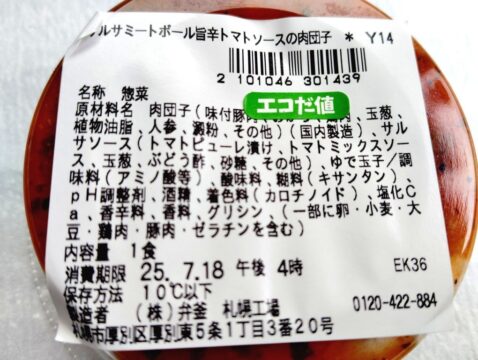 ルサミートボール旨辛トマトソースの肉団子 * Y14
2 101046 301439
エコだ値
名称 惣菜
原材料名 肉団子(味付豚肉、 鶏肉、玉葱、
植物油脂、人参、澱粉、その他)(国内製造)、サル
サソース(トマトピューレ漬け、トマトミックスソー
ス、玉葱、ぶどう酢、砂糖、その他)、ゆで玉子/調
味料(アミノ酸等)、酸味料、糊料(キサンタン)、
pH調整剤、酒精、着色料(カロチノイド)、塩化C
a、香辛料、香料、グリシン、(一部に卵・小麦・大
豆・鶏肉・豚肉・ゼラチンを含む)
内容量 1食
消費期限 25. 7.18 午後 4時
EK36
保存方法 10℃以下
製造者 (株)弁釜 札幌工場 0120-422-884
札幌市厚別区厚別東5条1丁目3番20号